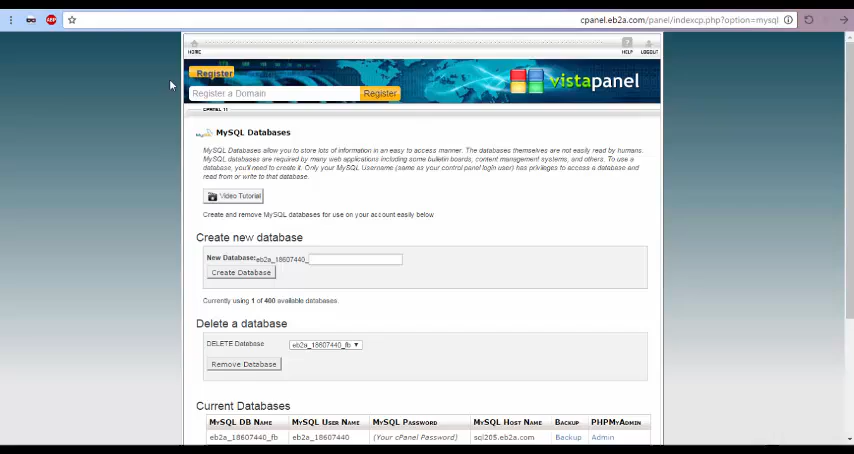 cpanel.eb2a.com/panel/indexcp.php?option=mysql
ABP
HOME
HELP LOGOUT
Register
Register a Domain Register
vistapanel
CPANEL 11
MySQL Databases
MySQL Databases allow you to store lots of information in an easy to access manner. The databases themselves are not easily read by humans.
MySQL databases are required by many web applications including some bulletin boards, content management systems, and others. To use a
database, you'll need to create it. Only your MySQL Username (same as your control panel login user) has privileges to access a database and
read from or write to that database.
Video Tutorial
Create and remove MySQL databases for use on your account easily below
Create new database
New Database:eb2a_18607440_
Create Database
Currently using 1 of 400 available databases.
Delete a database
DELETE Database eb2a_18607440_fb
Remove Database
Current Databases
MySQL DB Name MySQL User Name MySQL Password MySQL Host Name Backup PHPMyAdmin
eb2a_18607440_fb eb2a_18607440 (Your cPanel Password) sql205.eb2a.com Backup Admin